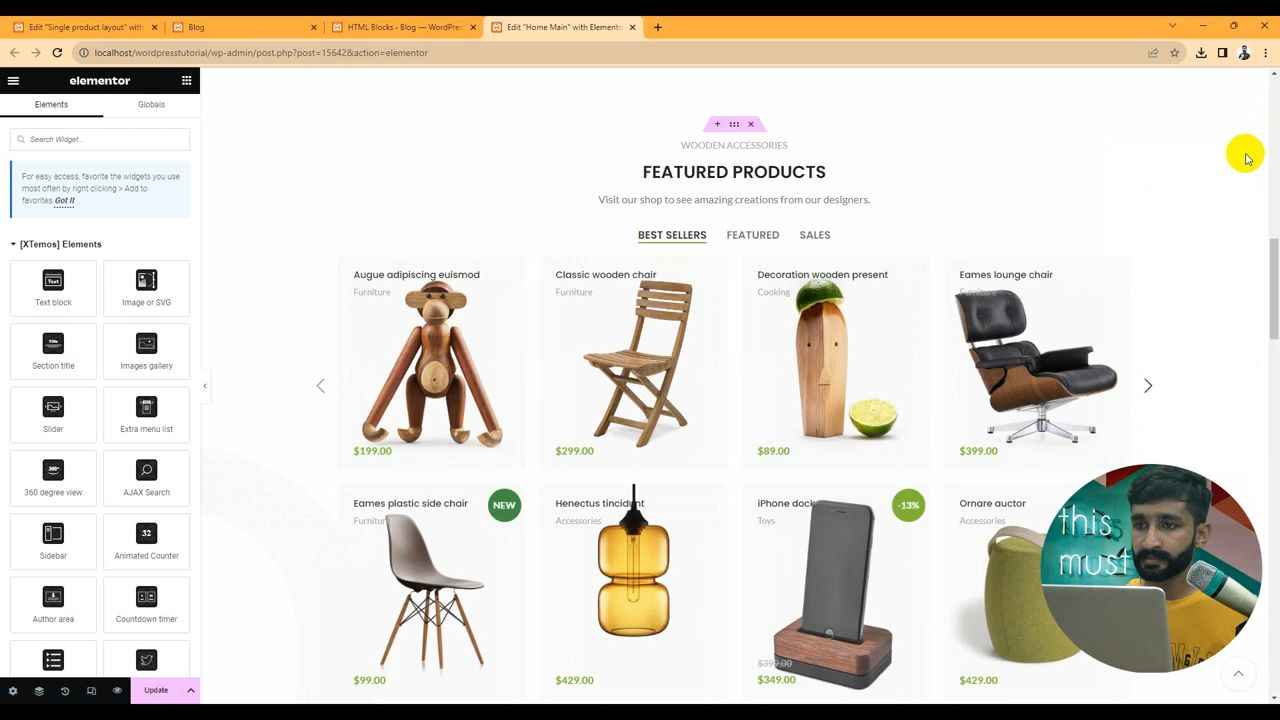 Edit "Single product layout" with
Blog
HTML Blocks ‹ Blog — WordPres
Edit "Home Main" with Elemento
localhost/wordpresstutorial/wp-admin/post.php?post=15642&action=elementor
elementor
Elements
Globals
Search Widget...
For easy access, favorite the widgets you
use most often by right clicking > Add to
favorites. Got It
[XTemos] Elements
Text block
Image or SVG
Section title
Images gallery
Slider
Extra menu list
360 degree view
AJAX Search
Sidebar
32
Animated Counter
Author area
Countdown timer
Update
WOODEN ACCESSORIES
FEATURED PRODUCTS
Visit our shop to see amazing creations from our designers.
BEST SELLERS
FEATURED
SALES
Augue adipiscing euismod
Furniture
$199.00
Classic wooden chair
Furniture
$299.00
Decoration wooden present
Cooking
$89.00
Eames lounge chair
Furniture
$399.00
Eames plastic side chair
Furniture
NEW
$99.00
Henectus tincidunt
Accessories
$429.00
iPhone dock
Toys
-13%
$399.00
$349.00
Ornare auctor
Accessories
$429.00
this
must